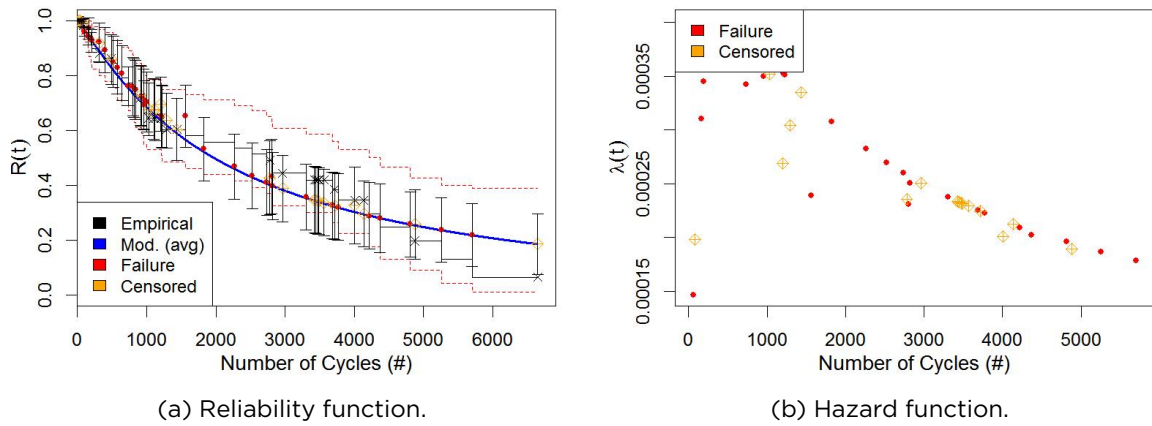 R(t)
1.0
0.8
0.6
0.4
0.2
0.0
Empirical
Mod. (avg)
Failure
Censored
0 1000 2000 3000 4000 5000 6000
Number of Cycles (#)
(a) Reliability function.
λ(t)
0.00035
0.00025
0.00015
Failure
Censored
0 1000 2000 3000 4000 5000
Number of Cycles (#)
(b) Hazard function.